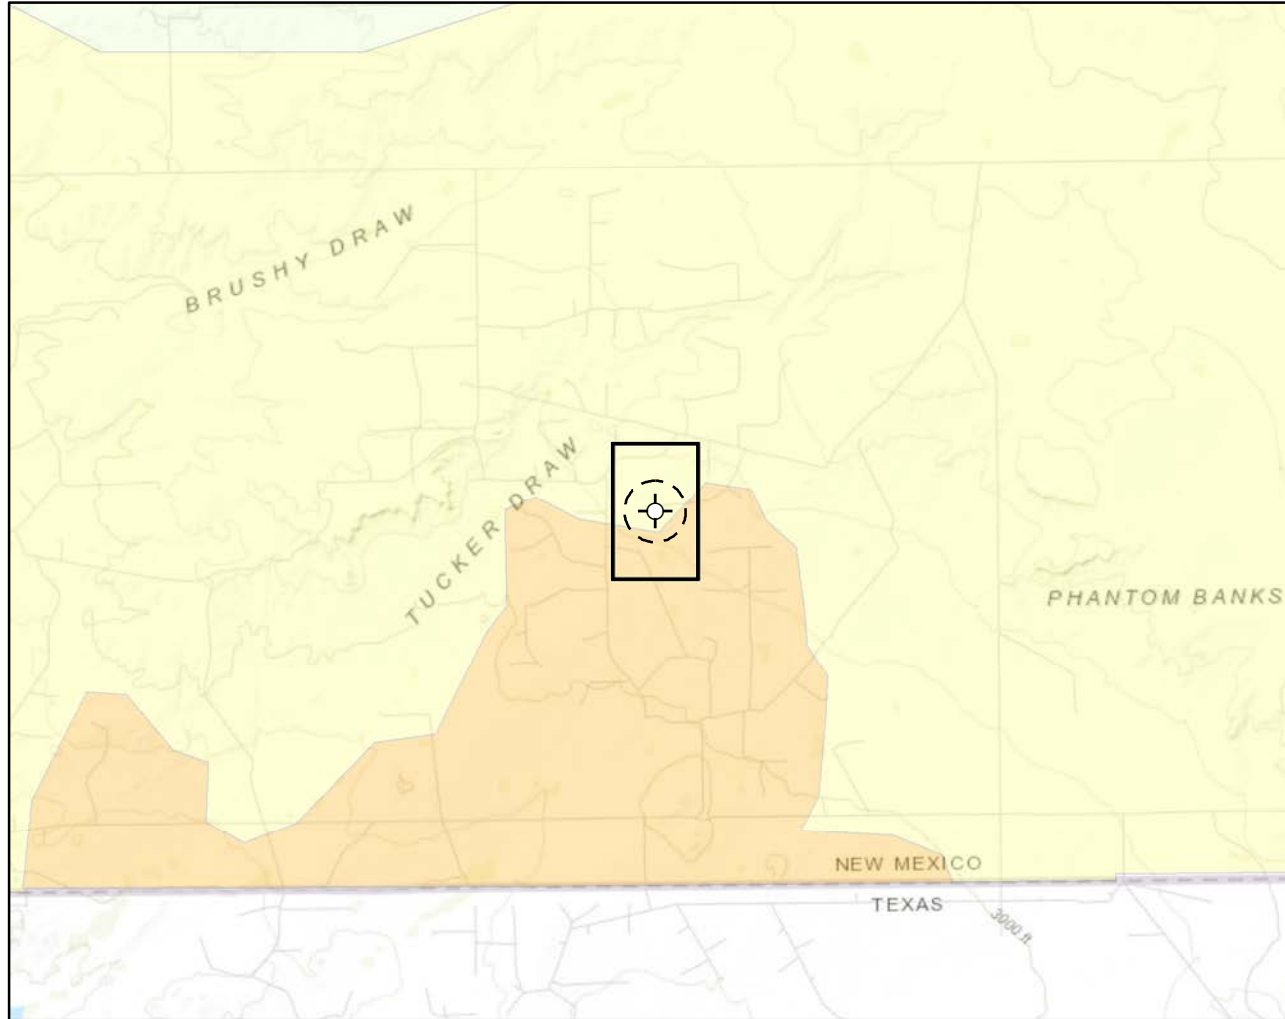 BRUSHY DRAW
TUCKER DRAW
PHANTOM BANKS
NEW MEXICO
TEXAS
3000 ft